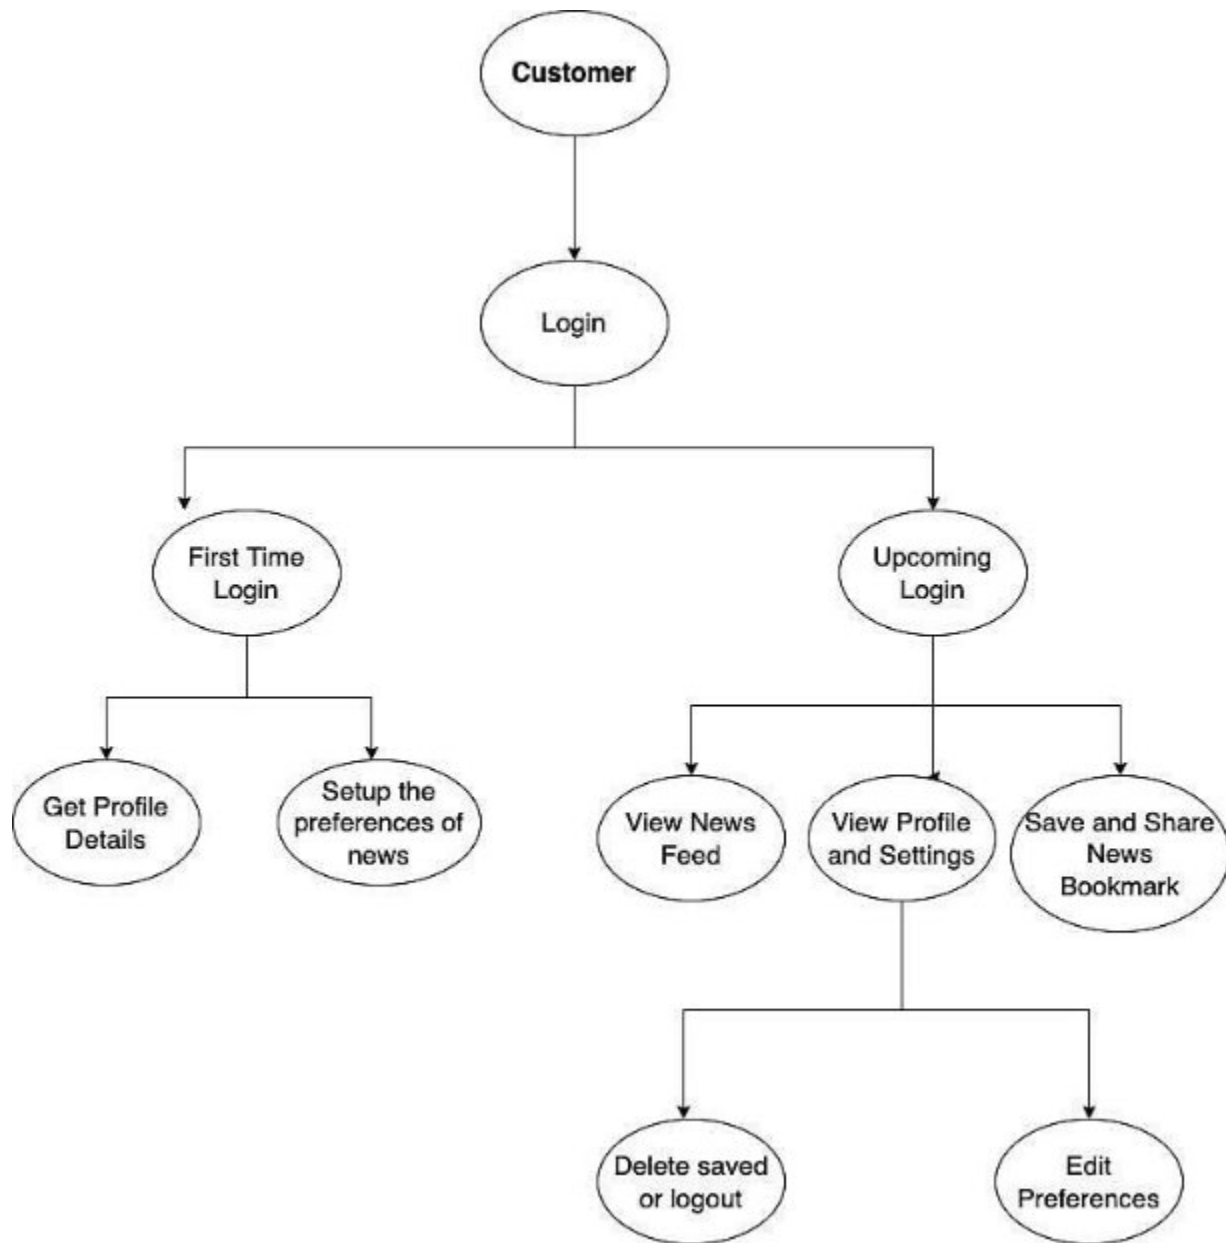 Customer
Login
First Time
Login
Upcoming
Login
Get Profile
Details
Setup the
preferences of
news
View News
Feed
View Profile
and Settings
Save and Share
News
Bookmark
Delete saved
or logout
Edit
Preferences